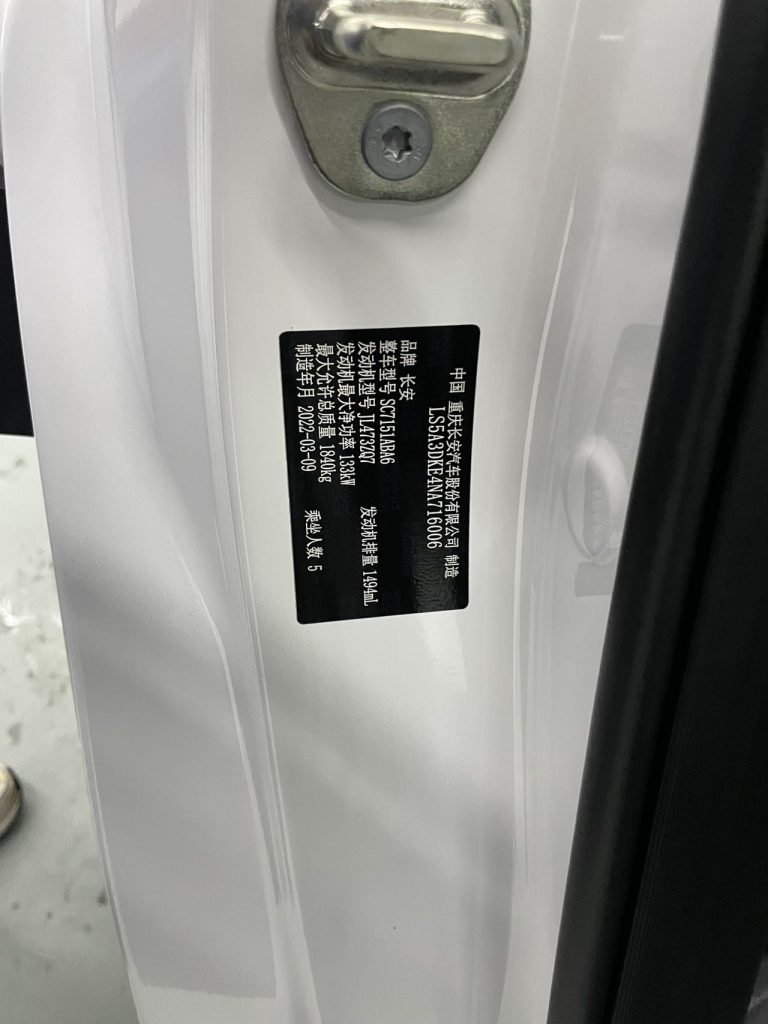 中国 重庆长安汽车股份有限公司 制造
LS5A3DKE4NA716006
品牌 长安
整车型号 SC7151ABA6
发动机型号 JL473ZQ7 发动机排量 1494mL
发动机最大净功率 133kW
最大允许总质量 1840kg
制造年月 2022-03-09 乘坐人数 5